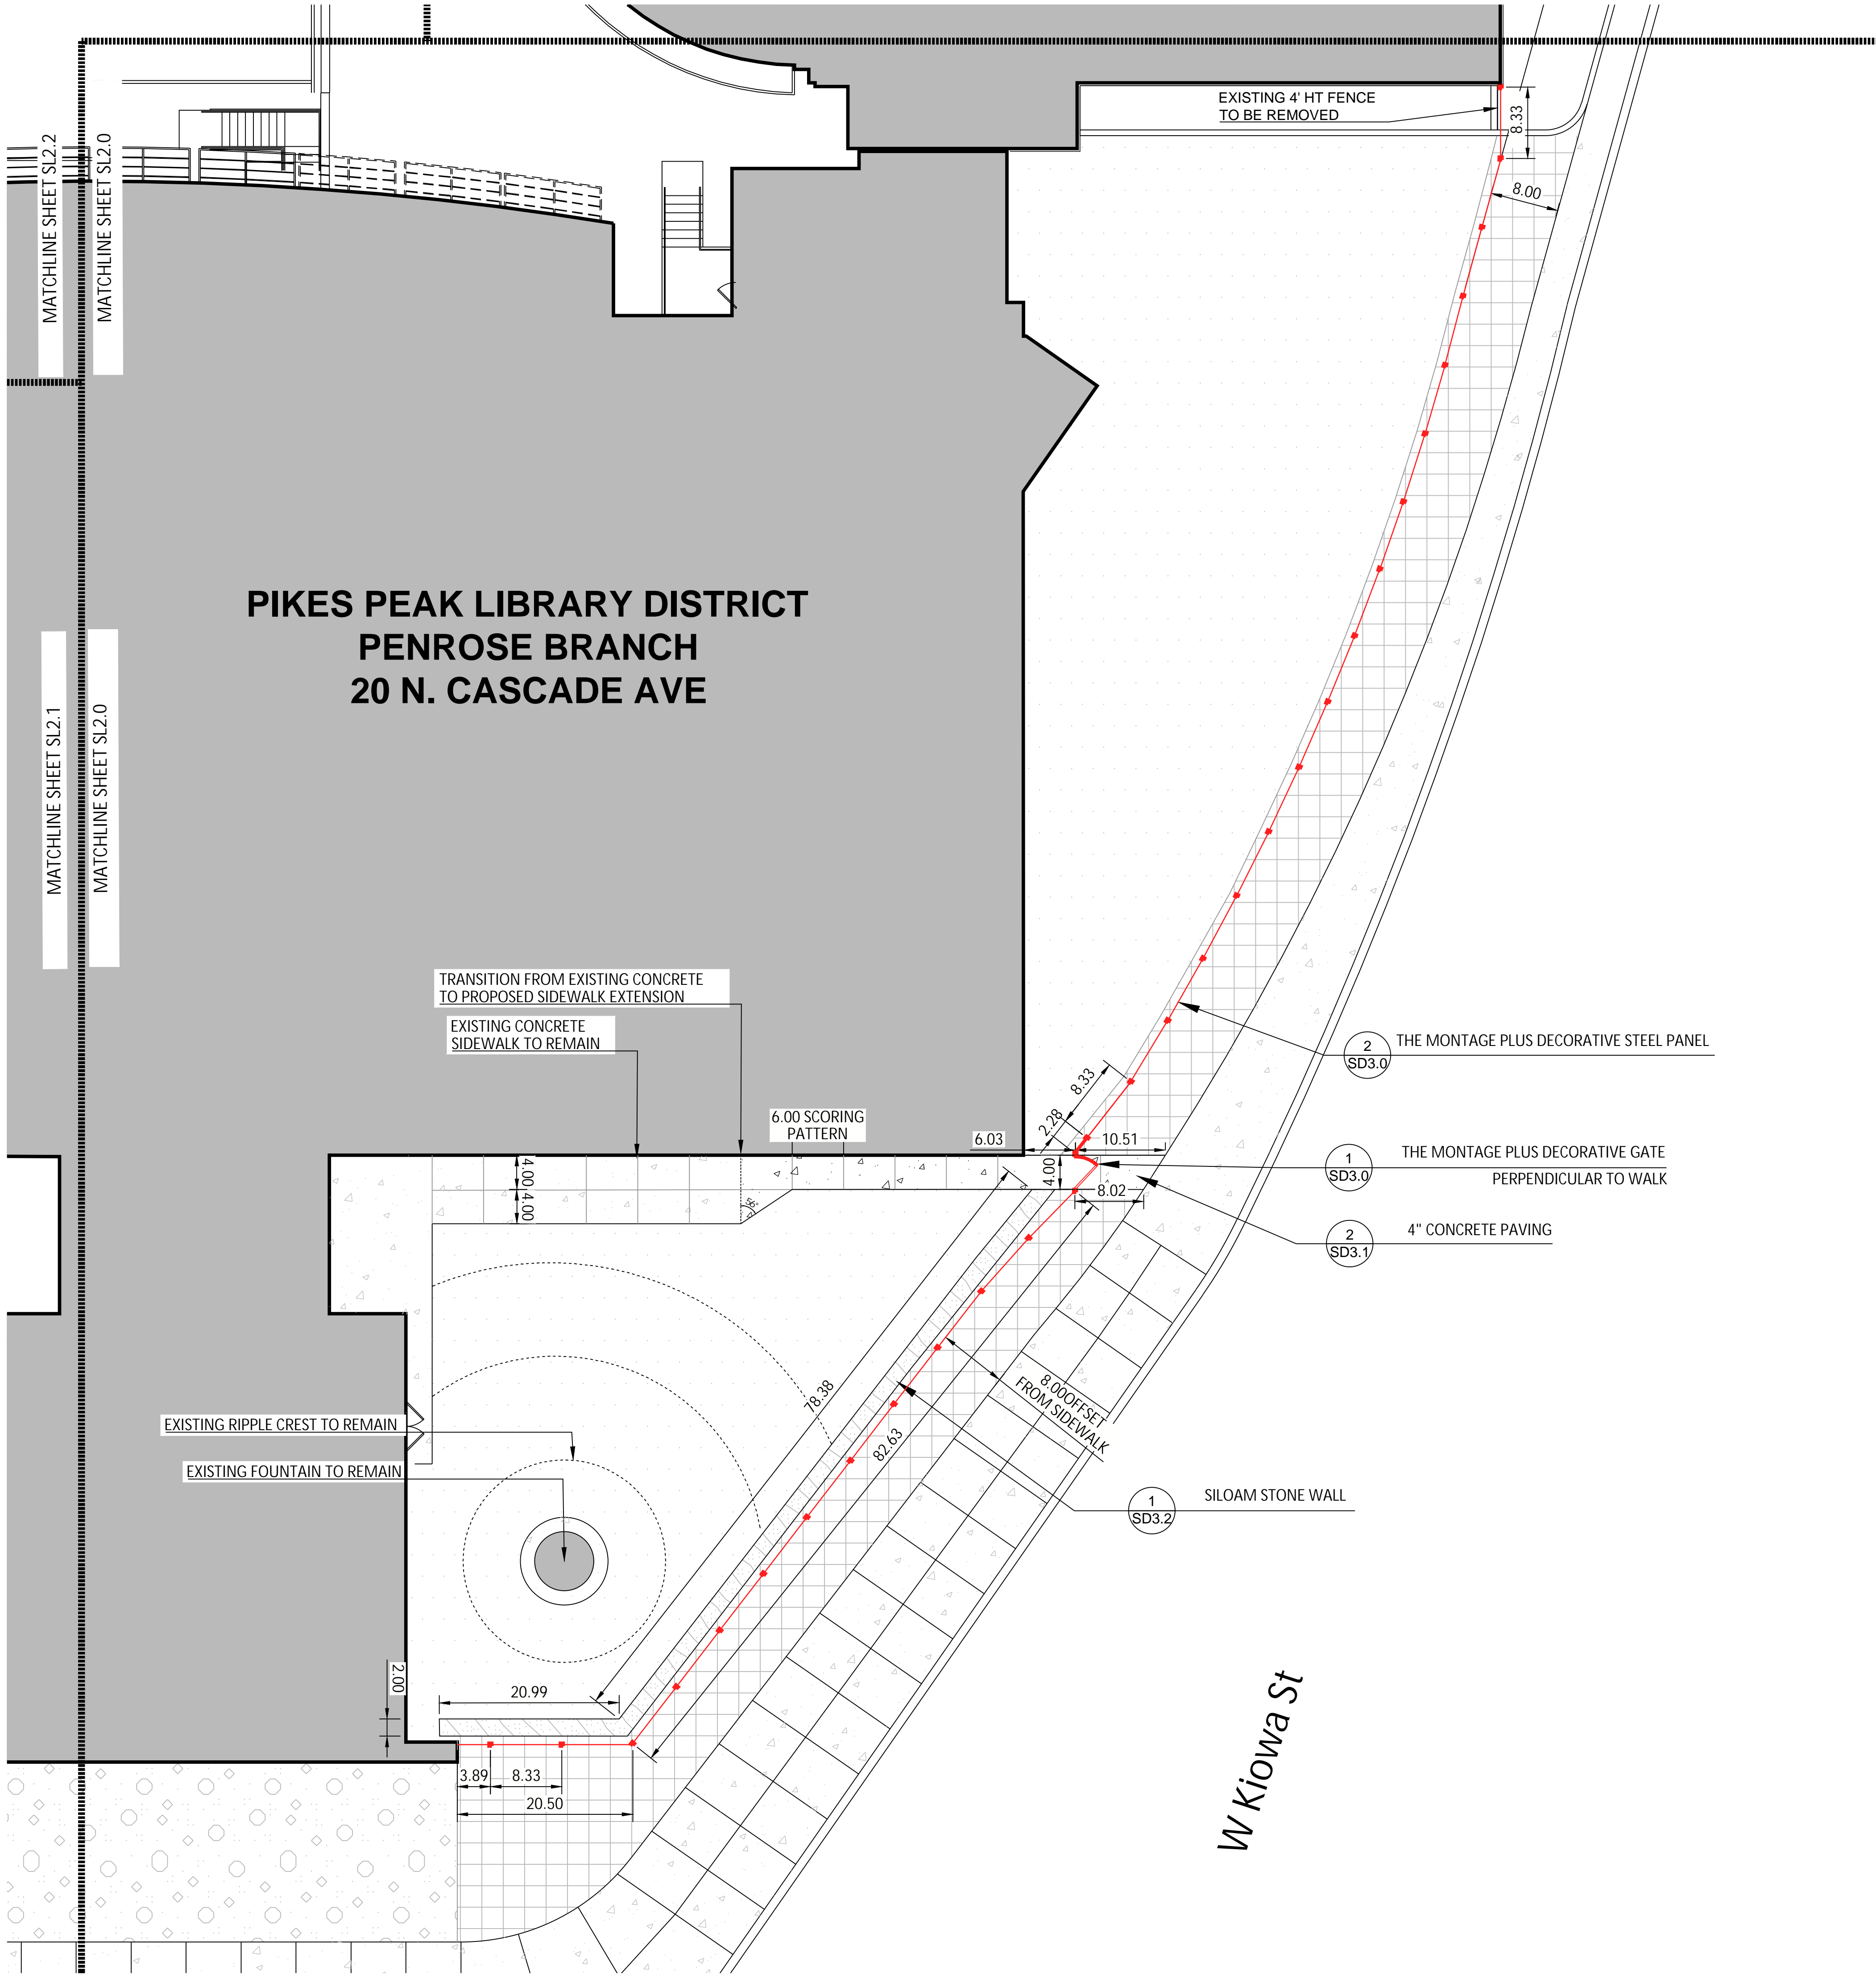 EXISTING 4' HT FENCE
TO BE REMOVED
8.33
8.00
MATCHLINE SHEET SL2.2
MATCHLINE SHEET SL2.0
PIKES PEAK LIBRARY DISTRICT
PENROSE BRANCH
20 N. CASCADE AVE
MATCHLINE SHEET SL2.1
MATCHLINE SHEET SL2.0
TRANSITION FROM EXISTING CONCRETE
TO PROPOSED SIDEWALK EXTENSION
EXISTING CONCRETE
SIDEWALK TO REMAIN
2
SD3.0
THE MONTAGE PLUS DECORATIVE STEEL PANEL
8.33
2.28
6.00 SCORING
PATTERN
6.03
10.51
1
SD3.0
THE MONTAGE PLUS DECORATIVE GATE
PERPENDICULAR TO WALK
4.00
4.00
4.00
8.02
2
SD3.1
4" CONCRETE PAVING
78.38
8.00OFFSET
FROM SIDEWALK
82.63
EXISTING RIPPLE CREST TO REMAIN
EXISTING FOUNTAIN TO REMAIN
1
SD3.2
SILOAM STONE WALL
2.00
20.99
3.89
8.33
20.50
W Kiowa St